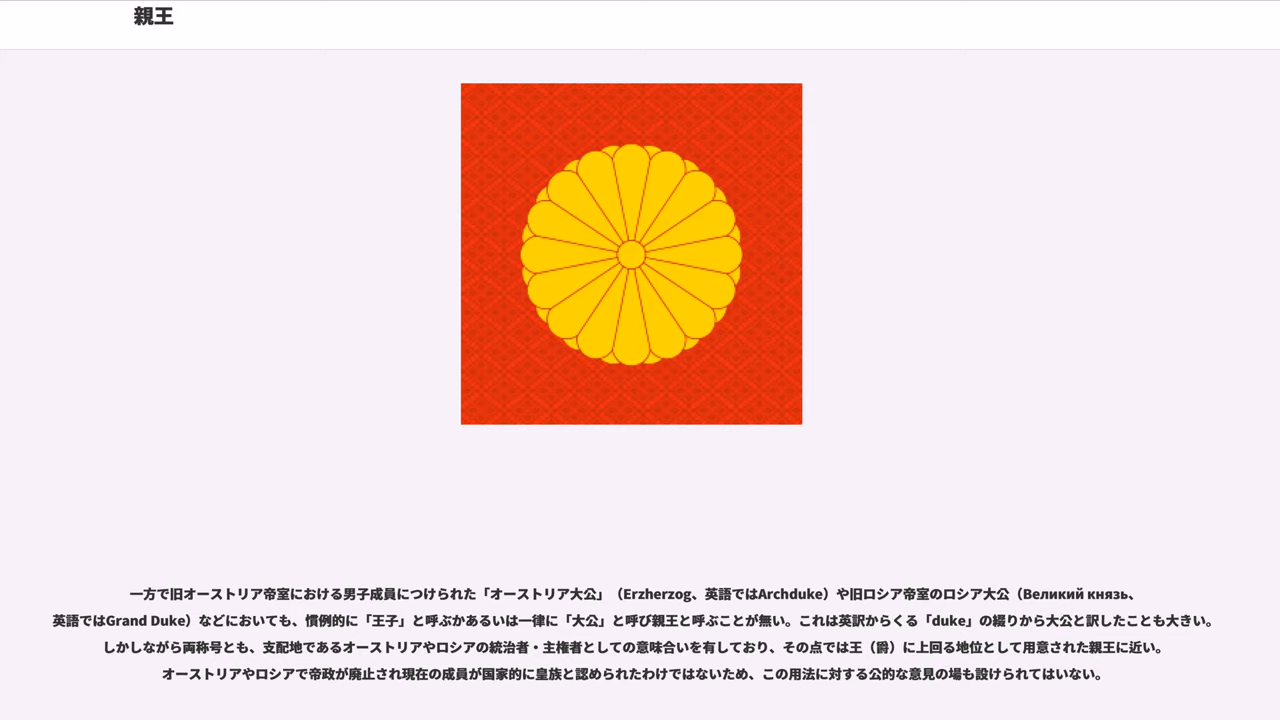 親王
一方で旧オーストリア帝室における男子成員につけられた「オーストリア大公」（Erzherzog、英語ではArchduke）や旧ロシア帝室のロシア大公（Великий князь、
英語ではGrand Duke）などにおいても、慣例的に「王子」と呼ぶかあるいは一律に「大公」と呼び親王と呼ぶことが無い。これは英訳からくる「duke」の綴りから大公と訳したことも大きい。
しかしながら両称号とも、支配地であるオーストリアやロシアの統治者・主権者としての意味合いを有しており、その点では王（爵）に上回る地位として用意された親王に近い。
オーストリアやロシアで帝政が廃止され現在の成員が国家的に皇族と認められたわけではないため、この用法に対する公的な意見の場も設けられてはいない。